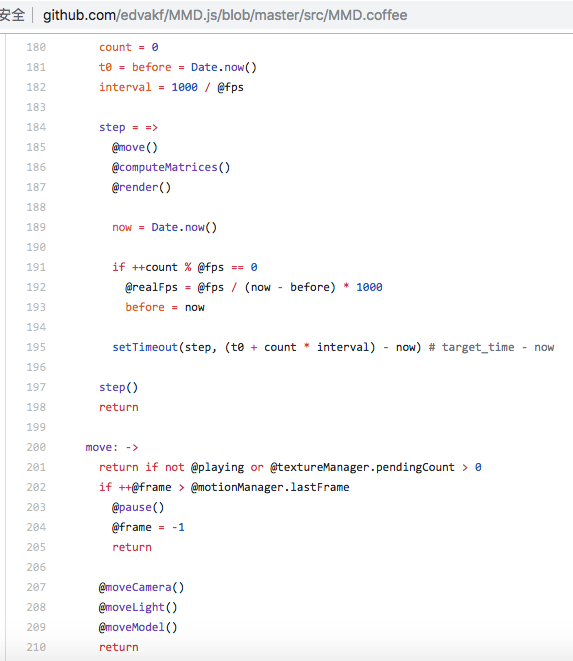 安全 | github.com/edvakf/MMD.js/blob/master/src/MMD.coffee
180 count = 0
181 t0 = before = Date.now()
182 interval = 1000 / @fps
183
184 step = =>
185 @move()
186 @computeMatrices()
187 @render()
188
189 now = Date.now()
190
191 if ++count % @fps == 0
192 @realFps = @fps / (now - before) * 1000
193 before = now
194
195 setTimeout(step, (t0 + count * interval) - now) # target_time - now
196
197 step()
198 return
199
200 move: ->
201 return if not @playing or @textureManager.pendingCount > 0
202 if ++@frame > @motionManager.lastFrame
203 @pause()
204 @frame = -1
205 return
206
207 @moveCamera()
208 @moveLight()
209 @moveModel()
210 return